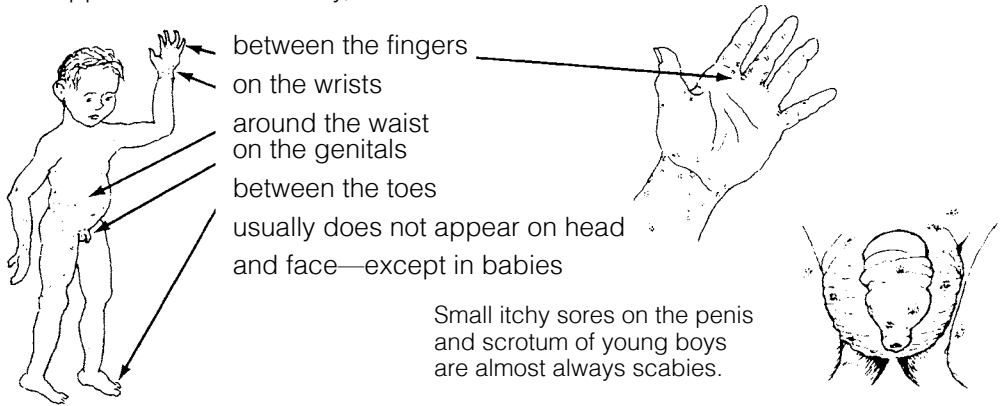 between the fingers
on the wrists
around the waist
on the genitals
between the toes
usually does not appear on head
and face—except in babies
Small itchy sores on the penis
and scrotum of young boys
are almost always scabies.